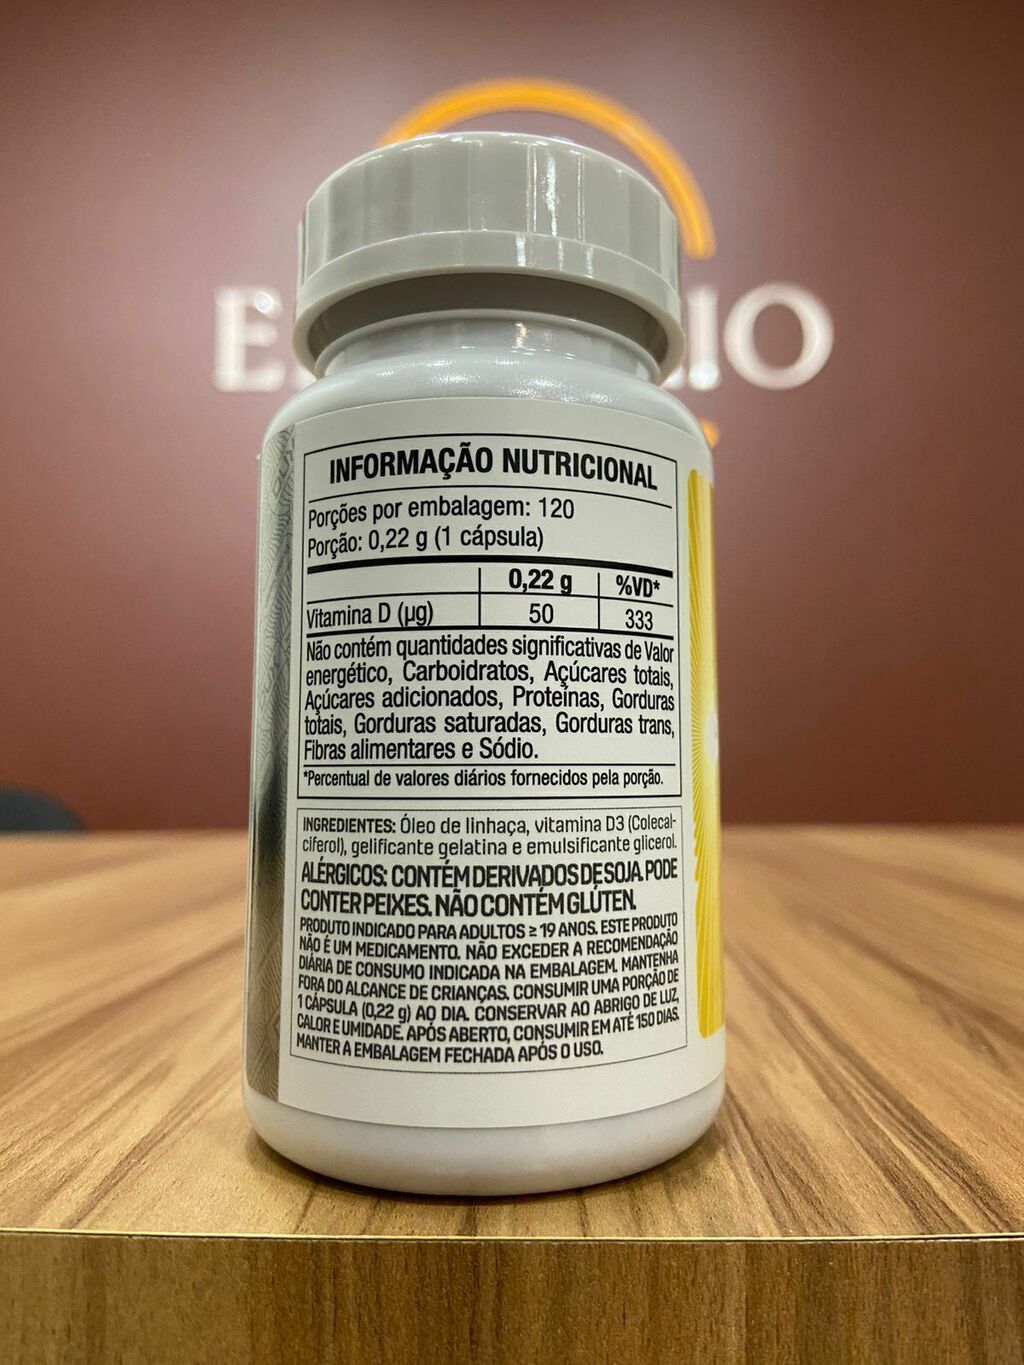 INFORMAÇÃO NUTRICIONAL
Porções por embalagem: 120
Porção: 0,22 g (1 cápsula)
0,22 g %VD*
Vitamina D (µg) 50 333
Não contém quantidades significativas de Valor
energético, Carboidratos, Açúcares totais,
Açúcares adicionados, Proteínas, Gorduras
totais, Gorduras saturadas, Gorduras trans,
Fibras alimentares e Sódio.
*Percentual de valores diários fornecidos pela porção.
INGREDIENTES: Óleo de linhaça, vitamina D3 (Colecal-
ciferol), gelificante gelatina e emulsificante glicerol.
ALÉRGICOS: CONTÉM DERIVADOS DE SOJA. PODE
CONTER PEIXES. NÃO CONTÉM GLÚTEN.
PRODUTO INDICADO PARA ADULTOS ≥ 19 ANOS. ESTE PRODUTO
NÃO É UM MEDICAMENTO. NÃO EXCEDER A RECOMENDAÇÃO
DIÁRIA DE CONSUMO INDICADA NA EMBALAGEM. MANTENHA
FORA DO ALCANCE DE CRIANÇAS. CONSUMIR UMA PORÇÃO DE
1 CÁPSULA (0,22 g) AO DIA. CONSERVAR AO ABRIGO DE LUZ,
CALOR E UMIDADE. APÓS ABERTO, CONSUMIR EM ATÉ 150 DIAS.
MANTER A EMBALAGEM FECHADA APÓS O USO.